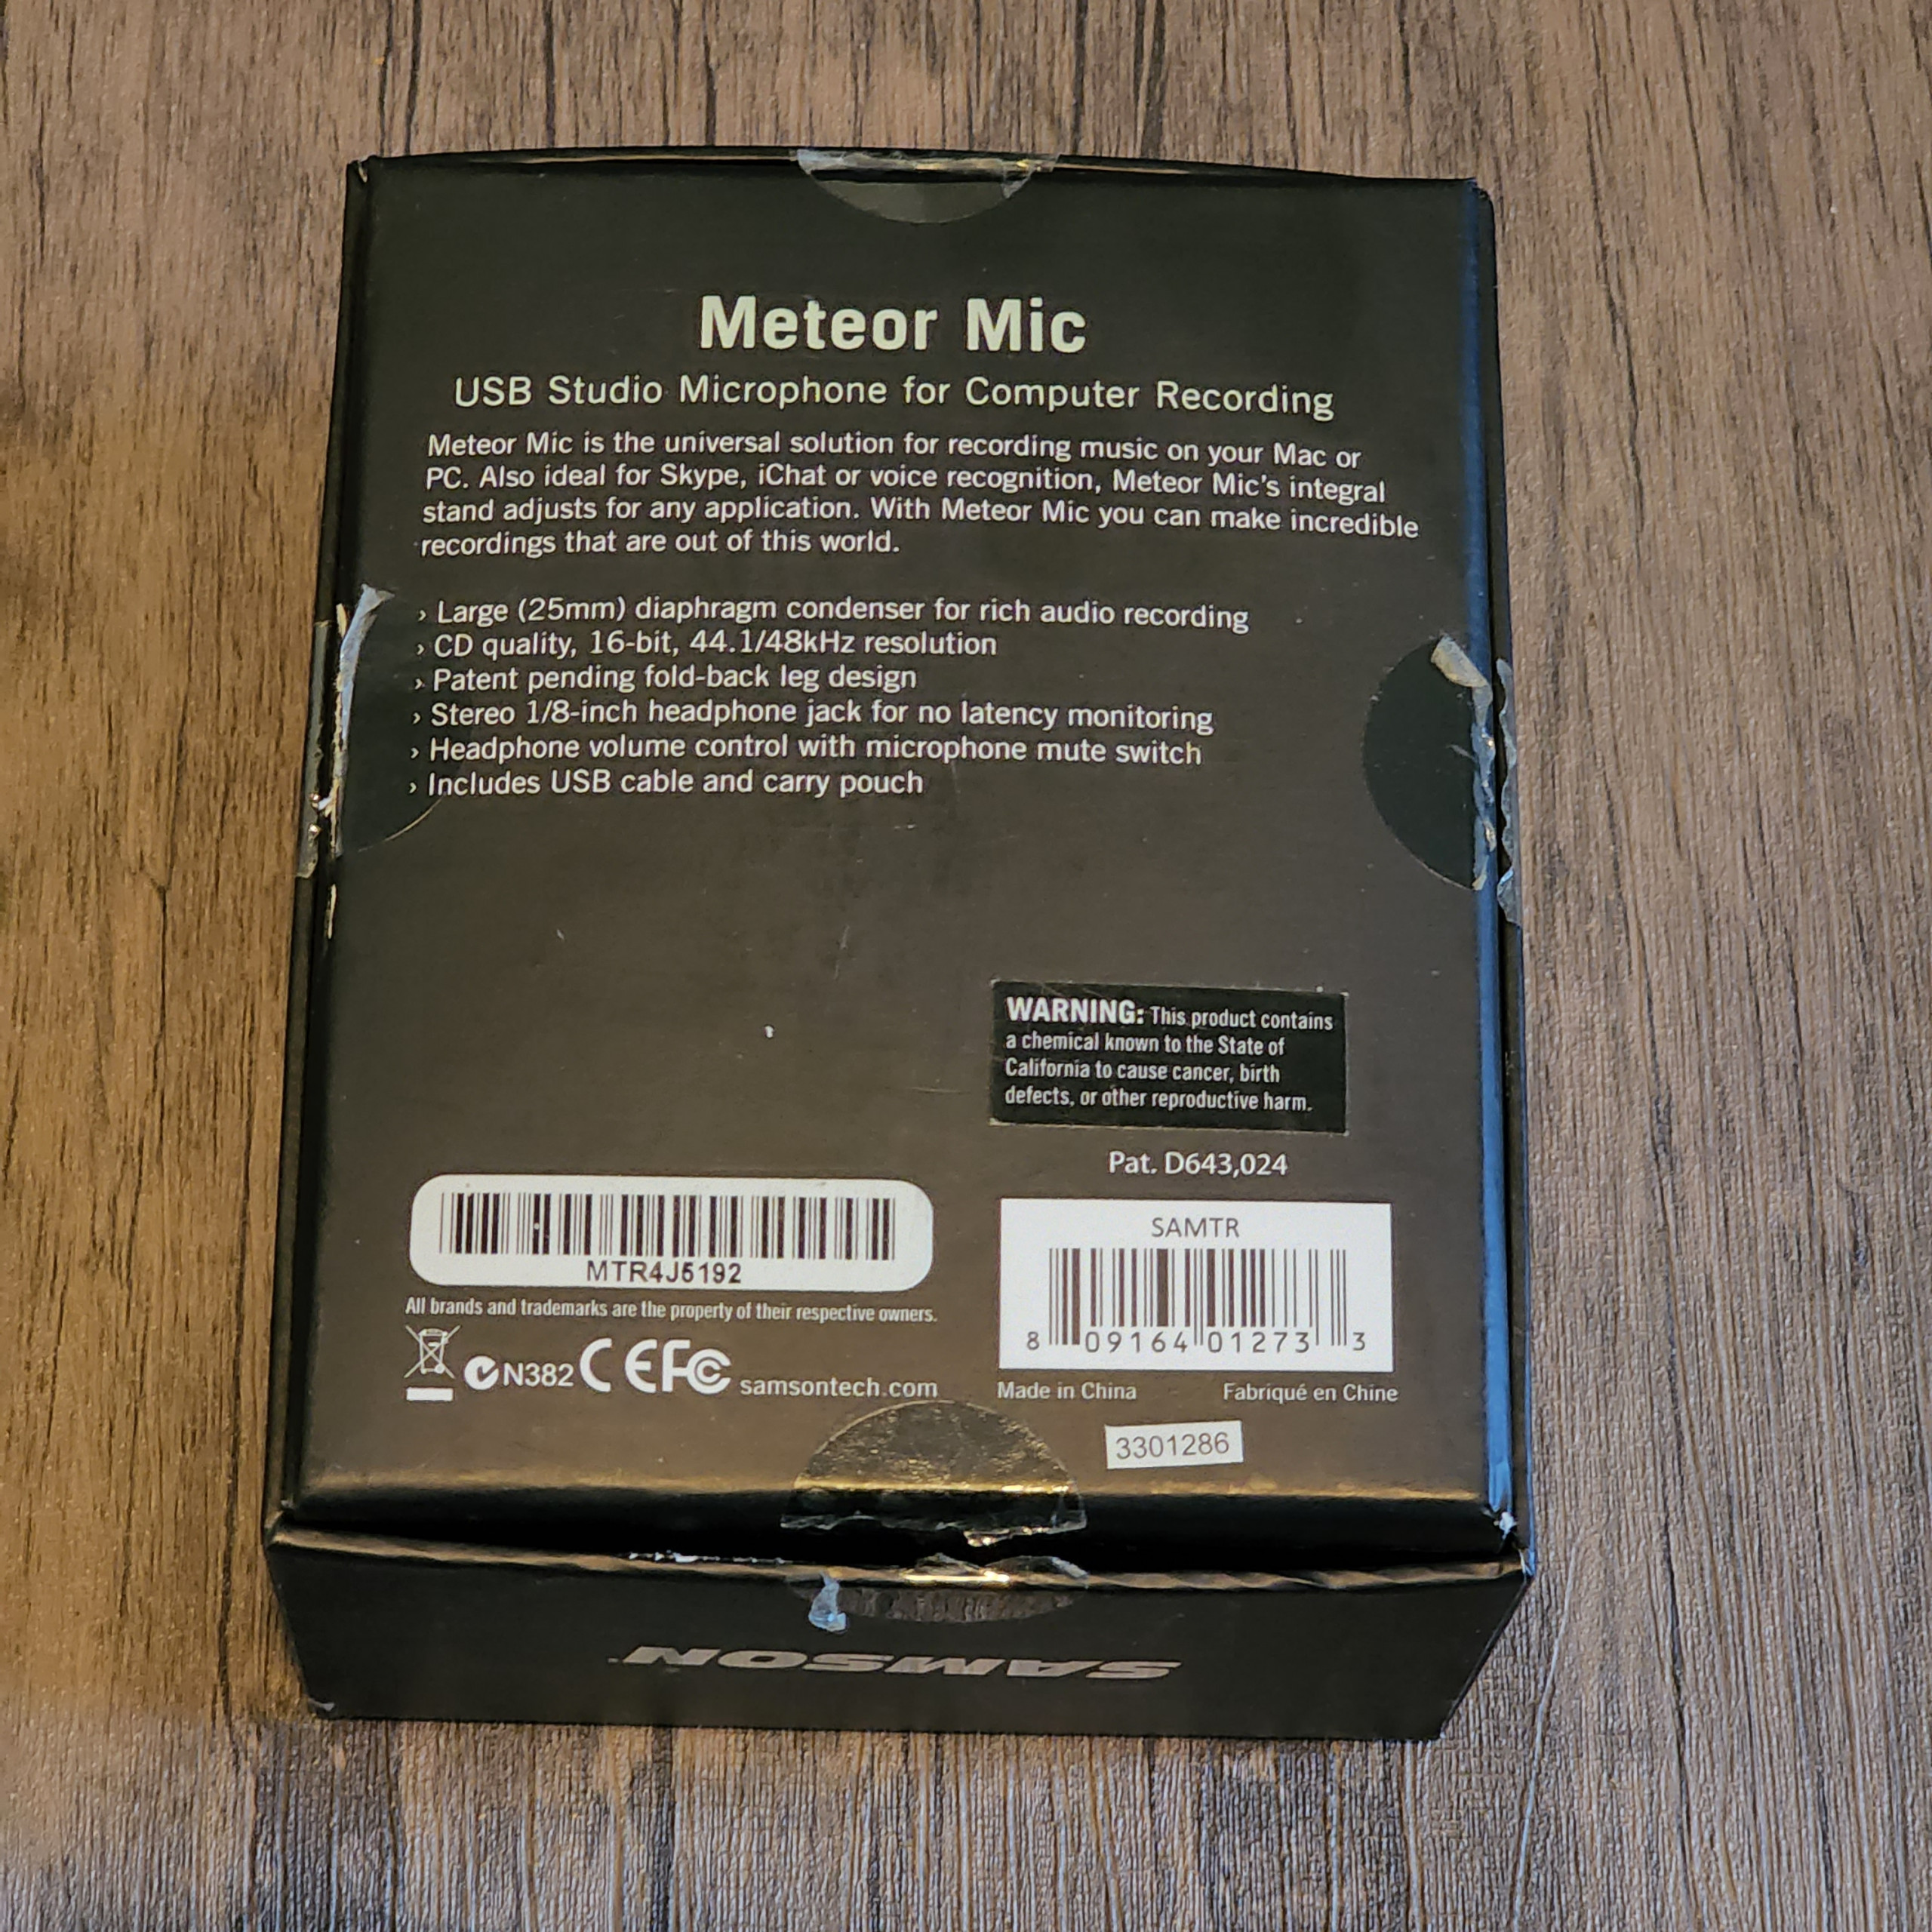 Meteor Mic
USB Studio Microphone for Computer Recording
Meteor Mic is the universal solution for recording music on your Mac or
PC. Also ideal for Skype, iChat or voice recognition, Meteor Mic's integral
stand adjusts for any application. With Meteor Mic you can make incredible
recordings that are out of this world.
› Large (25mm) diaphragm condenser for rich audio recording
› CD quality, 16-bit, 44.1/48kHz resolution
› Patent pending fold-back leg design
› Stereo 1/8-inch headphone jack for no latency monitoring
› Headphone volume control with microphone mute switch
› Includes USB cable and carry pouch
WARNING: This product contains
a chemical known to the State of
California to cause cancer, birth
defects, or other reproductive harm.
Pat. D643,024
MTR4J5192
All brands and trademarks are the property of their respective owners.
N382 CE FC samsontech.com
SAMTR
8 09164 01273 3
Made in China Fabriqué en Chine
3301286
SAMSON